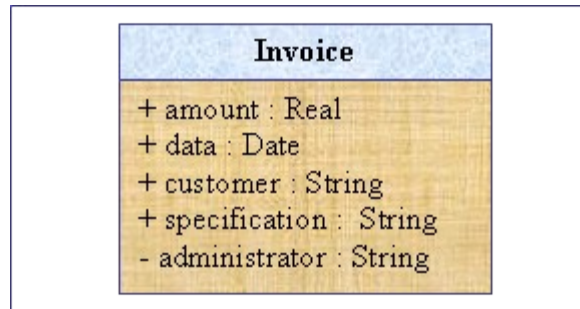 Invoice
+ amount : Real
+ data : Date
+ customer : String
+ specification : String
- administrator : String